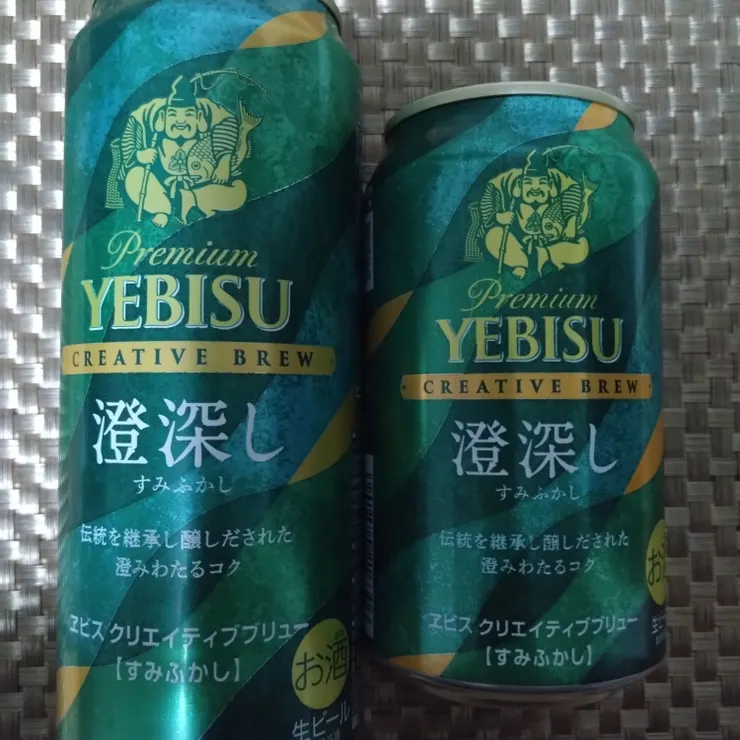 Premium
YEBISU
CREATIVE BREW
澄深し
すみふかし
伝統を継承し醸しだされた
澄みわたるコク
ヱビス クリエイティブブリュー
【すみふかし】
お酒
生ビール
Premium
YEBISU
CREATIVE BREW
澄深し
すみふかし
伝統を継承し醸しだされた
澄みわたるコク
ヱビス クリエイティブブリュー
【すみふかし】
お
生ビ